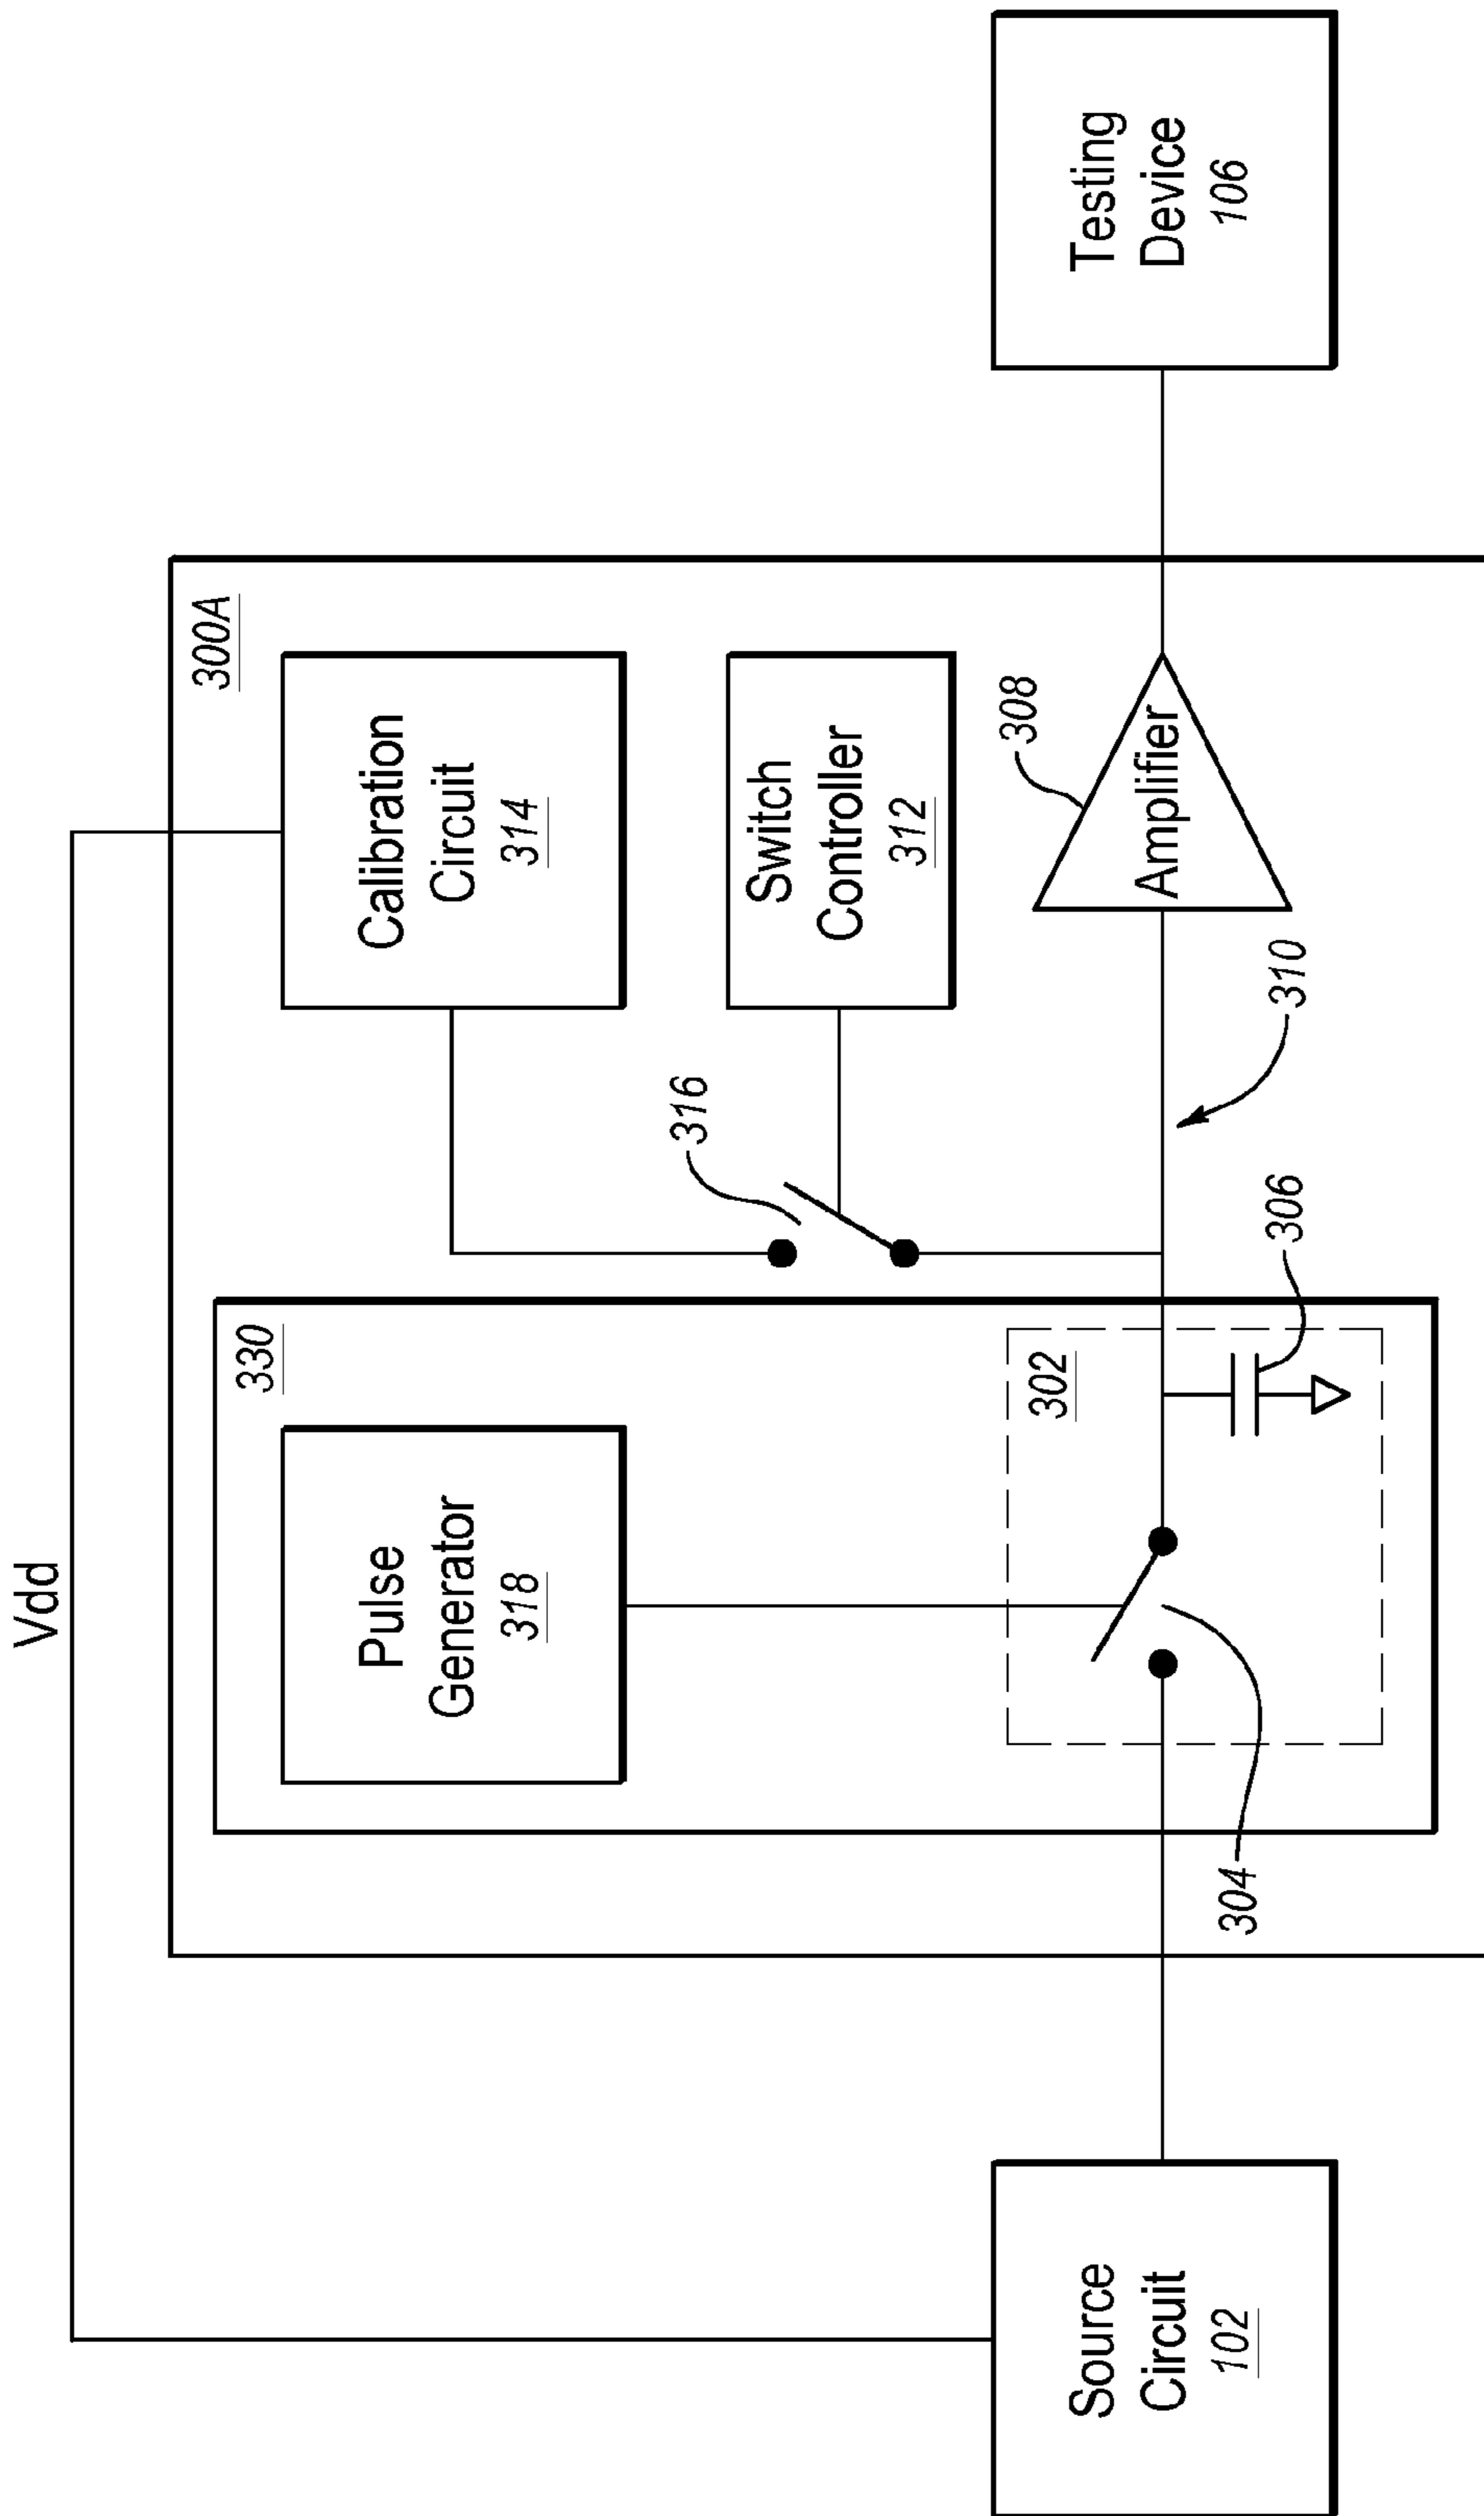 Vdd
300A
330
Pulse
Generator
318
Calibration
Circuit
314
316
Switch
Controller
312
302
308
Source
Circuit
102
304
306
310
Amplifier
Testing
Device
106